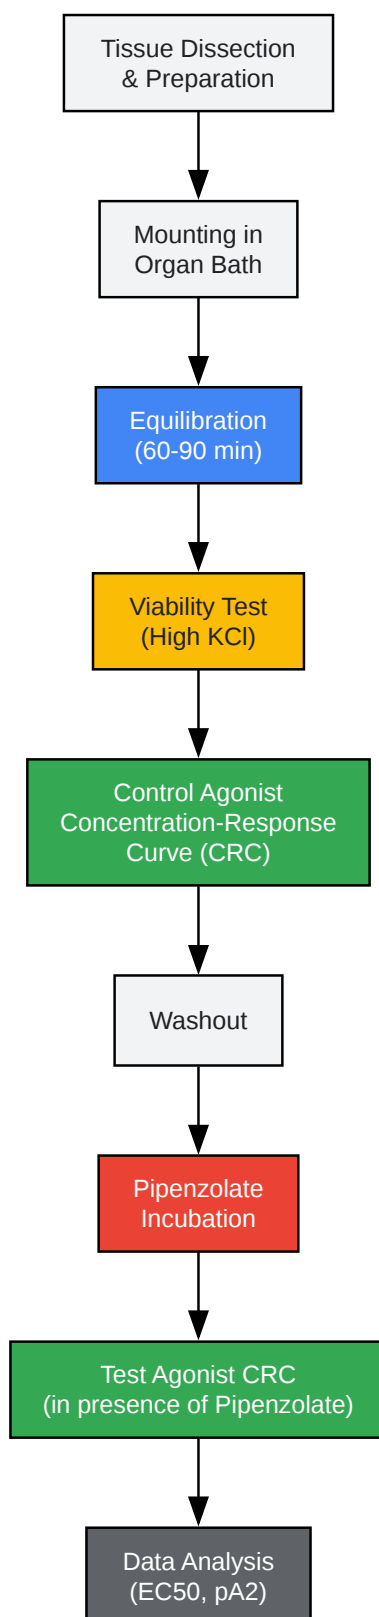 Tissue Dissection
& Preparation
Mounting in
Organ Bath
Equilibration
(60-90 min)
Viability Test
(High KCl)
Control Agonist
Concentration-Response
Curve (CRC)
Washout
Pipenzolate
Incubation
Test Agonist CRC
(in presence of Pipenzolate)
Data Analysis
(EC50, pA2)